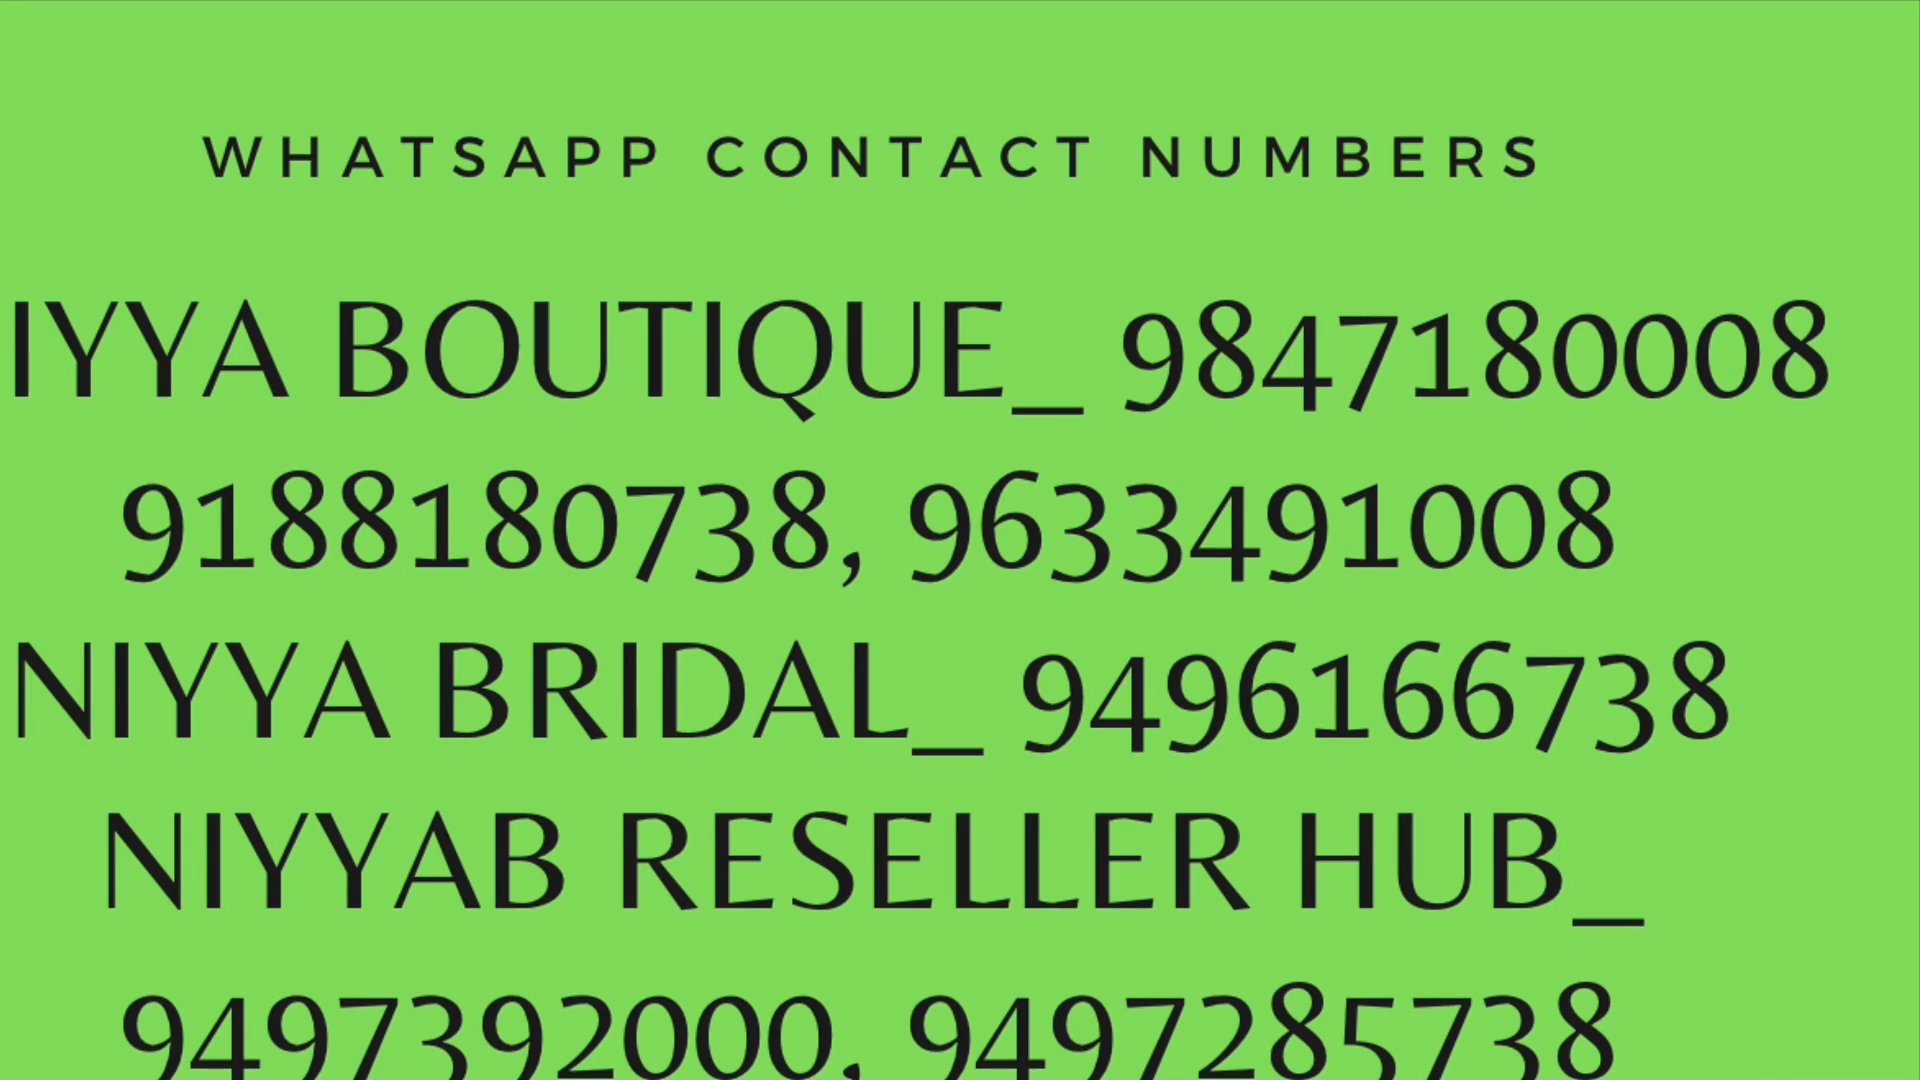 WHATSAPP CONTACT NUMBERS
IYYA BOUTIQUE_ 9847180008
9188180738, 9633491008
NIYYA BRIDAL_ 9496166738
NIYYAB RESELLER HUB_
9497392000, 9497285738